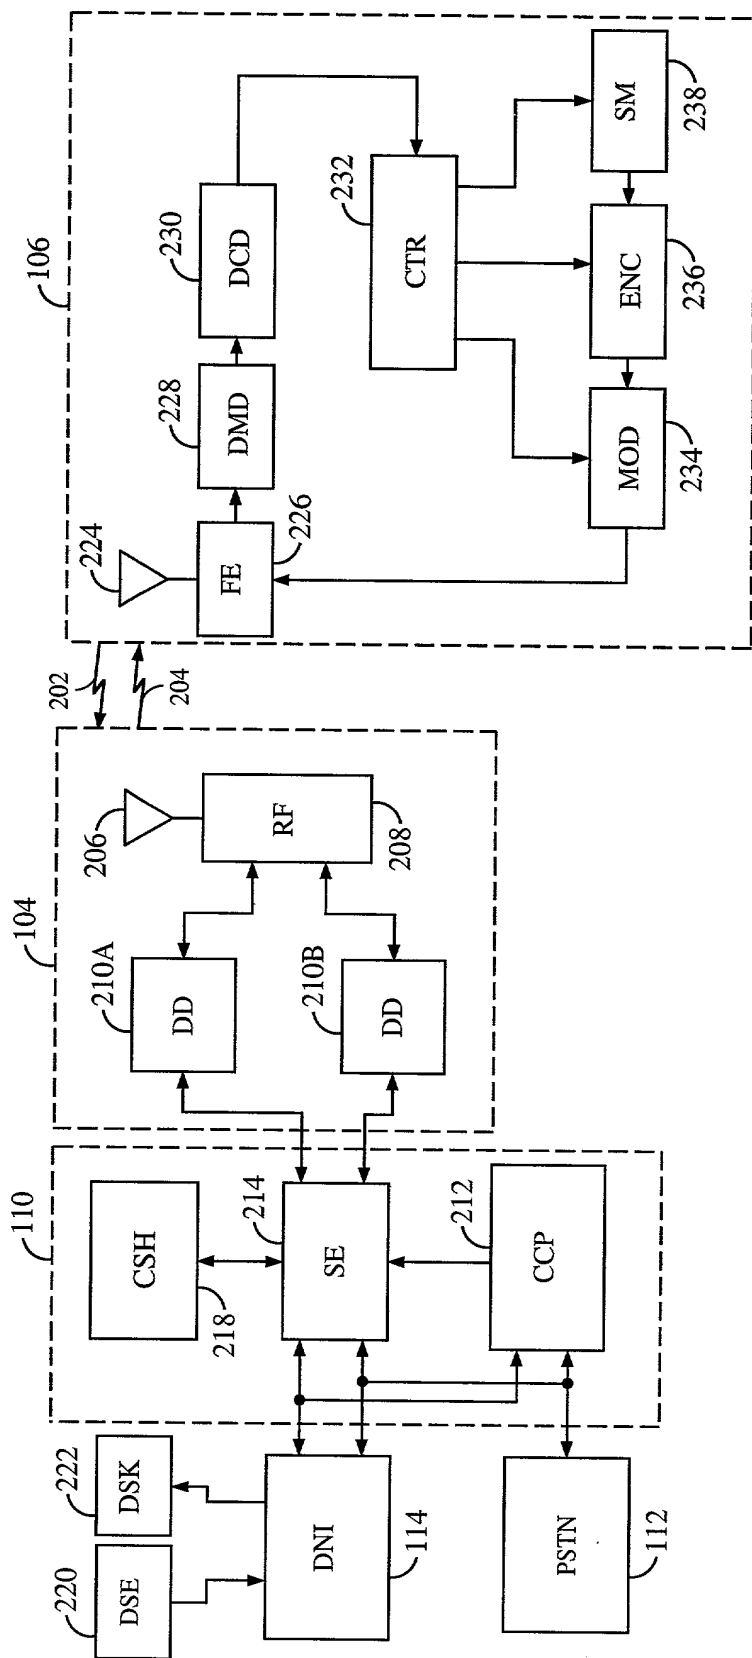 106
224
FE
226
228
DMD
230
DCD
232
CTR
MOD
234
ENC
236
SM
238
202
204
104
206
RF
208
210A
DD
210B
DD
110
CSH
218
214
SE
212
CCP
220
DSE
222
DSK
DNI
114
PSTN
112